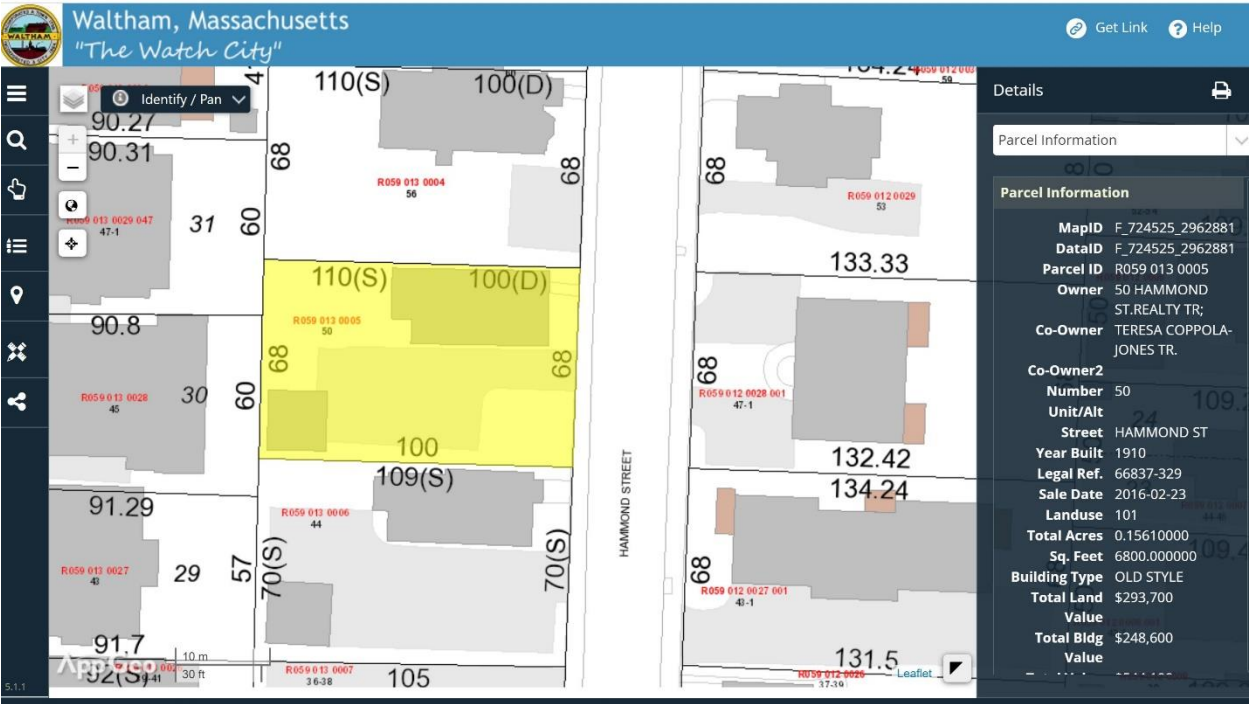 Waltham, Massachusetts
"The Watch City"
Get Link
Help
Identify / Pan
Details
Parcel Information
Parcel Information
MapID F_724525_2962881
DataID F_724525_2962881
Parcel ID R059 013 0005
Owner 50 HAMMOND
ST.REALTY TR;
Co-Owner TERESA COPPOLA-
JONES TR.
Co-Owner2
Number 50
Unit/Alt
Street HAMMOND ST
Year Built 1910
Legal Ref. 66837-329
Sale Date 2016-02-23
Landuse 101
Total Acres 0.15610000
Sq. Feet 6800.000000
Building Type OLD STYLE
Total Land $293,700
Value
Total Bldg $248,600
Value
110(S) 100(D)
90.27
90.31
68
68
68
R059 013 0004
56
R059 012 0029
53
R059 013 0029 047
47-1
31
60
133.33
110(S) 100(D)
90.8
R059 013 0005
50
68
68
68
R059 013 0028
45
30
60
R059 012 0028 001
47-1
100
132.42
109(S)
134.24
91.29
R059 013 0006
44
HAMMOND STREET
R059 013 0027
43
29
57
70(S)
70(S)
68
R059 012 0027 001
43-1
91.7
10 m
30 ft
AppGeo
92(S)
R059 013 0007
36-38
105
131.5
R059 012 0026
37-39
Leaflet
5.1.1